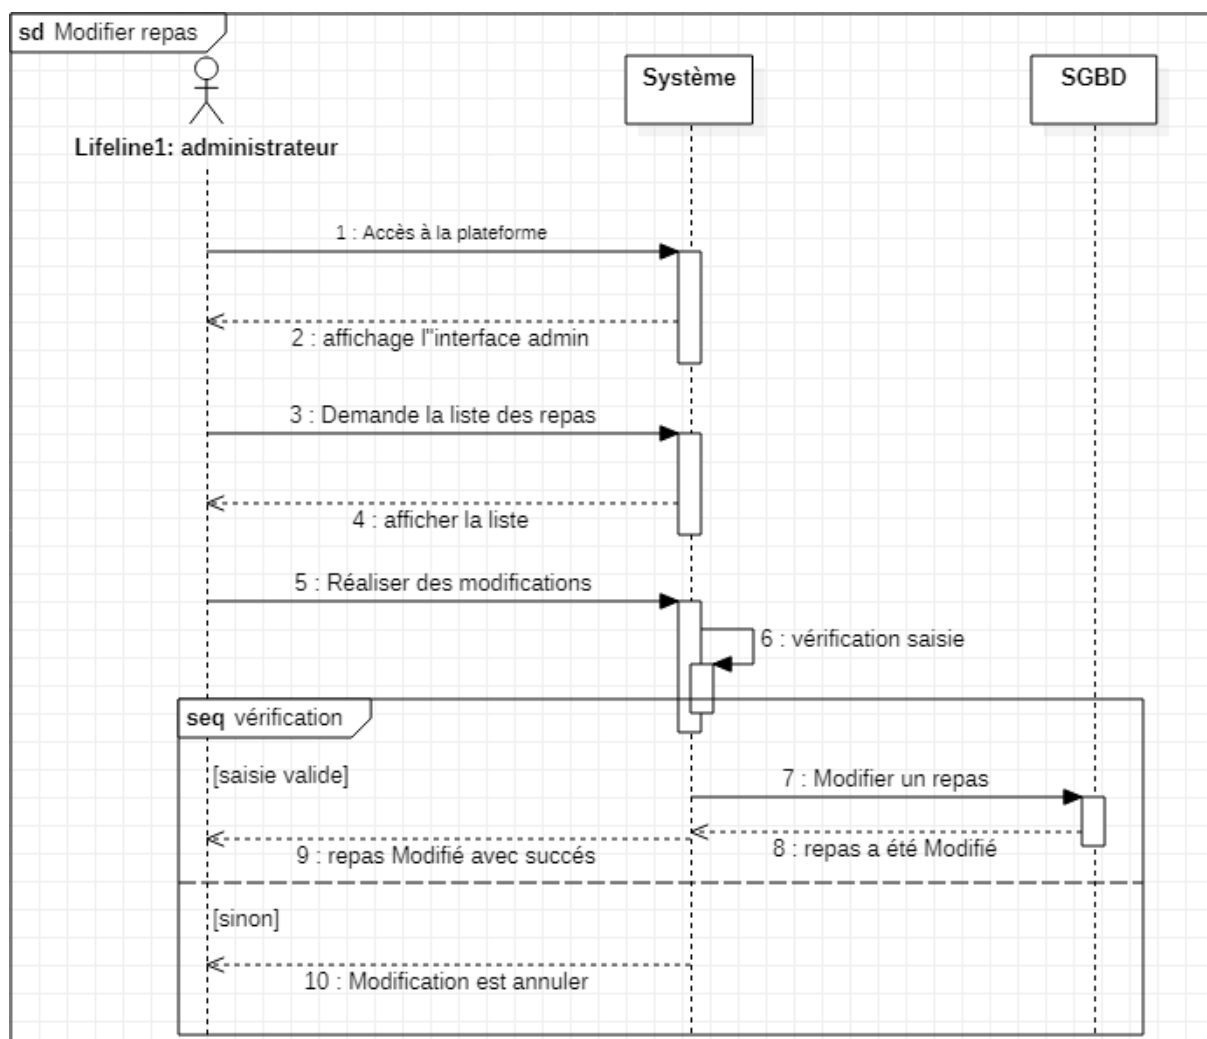 sd Modifier repas
Système
SGBD
Lifeline1: administrateur
1 : Accès à la plateforme
2 : affichage l"interface admin
3 : Demande la liste des repas
4 : afficher la liste
5 : Réaliser des modifications
6 : vérification saisie
seq vérification
[saisie valide]
7 : Modifier un repas
8 : repas a été Modifié
9 : repas Modifié avec succés
[sinon]
10 : Modification est annuler